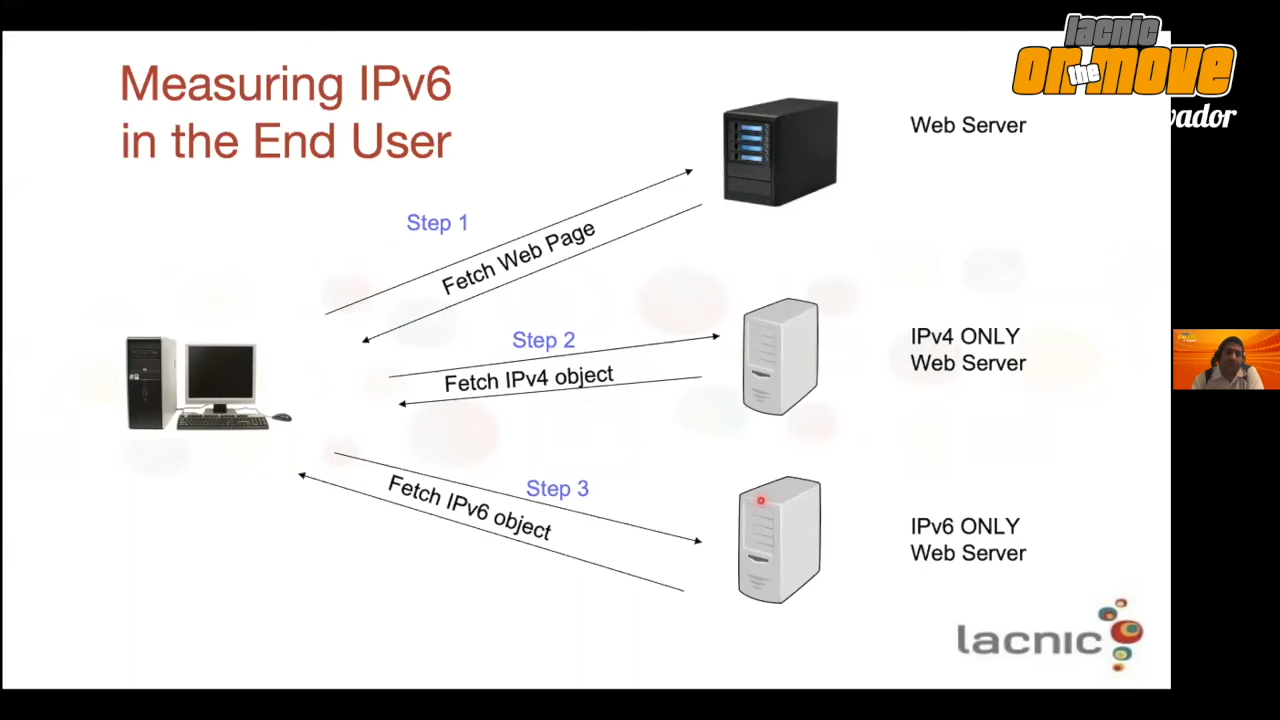 Measuring IPv6
in the End User
lacnic
on the move
vador
Web Server
Step 1
Fetch Web Page
Step 2
Fetch IPv4 object
IPv4 ONLY
Web Server
Step 3
Fetch IPv6 object
IPv6 ONLY
Web Server
lacnic